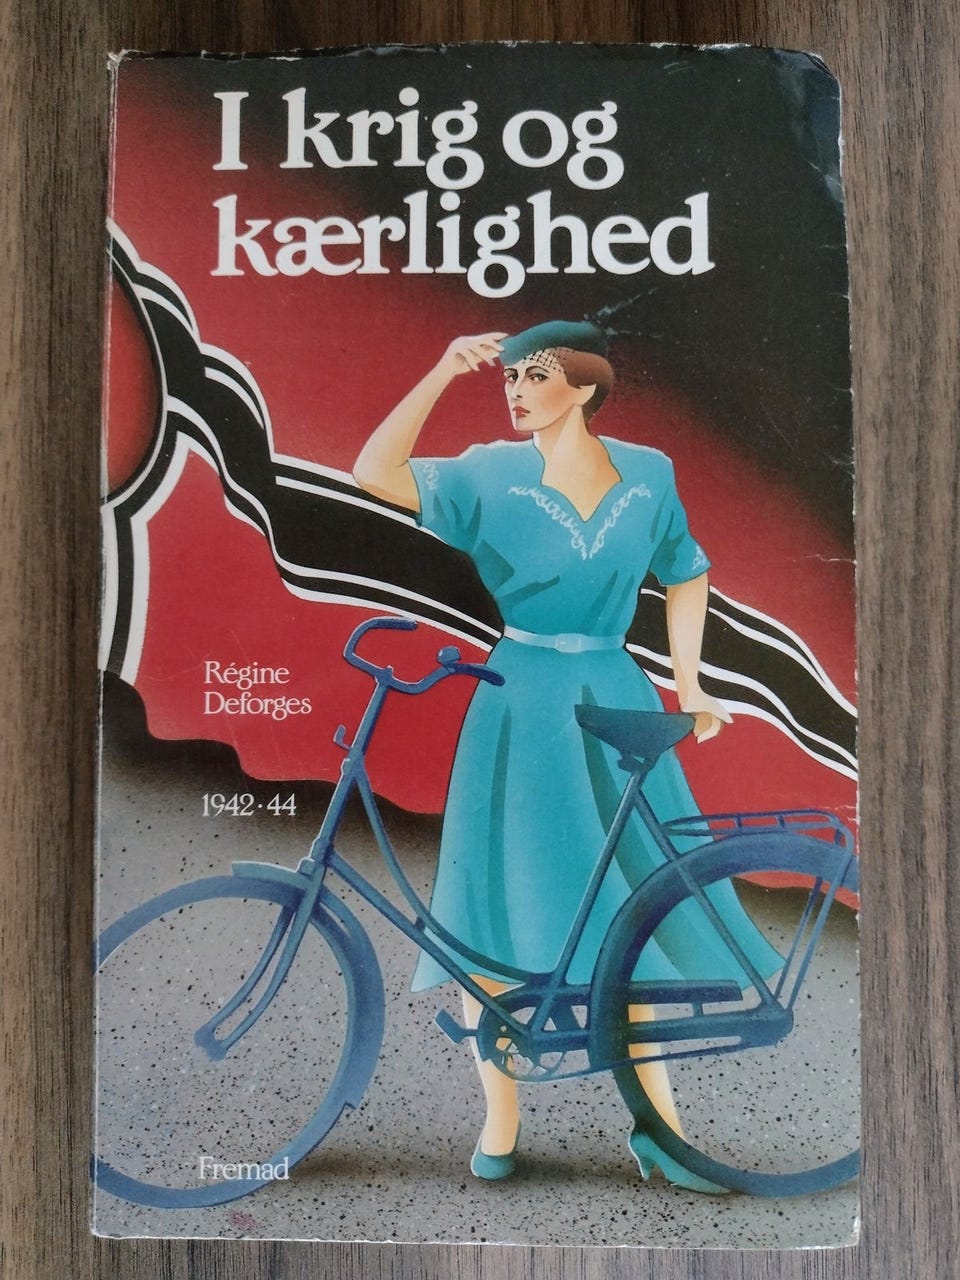 I krig og
kærlighed
Régine
Deforges
1942·44
Fremad